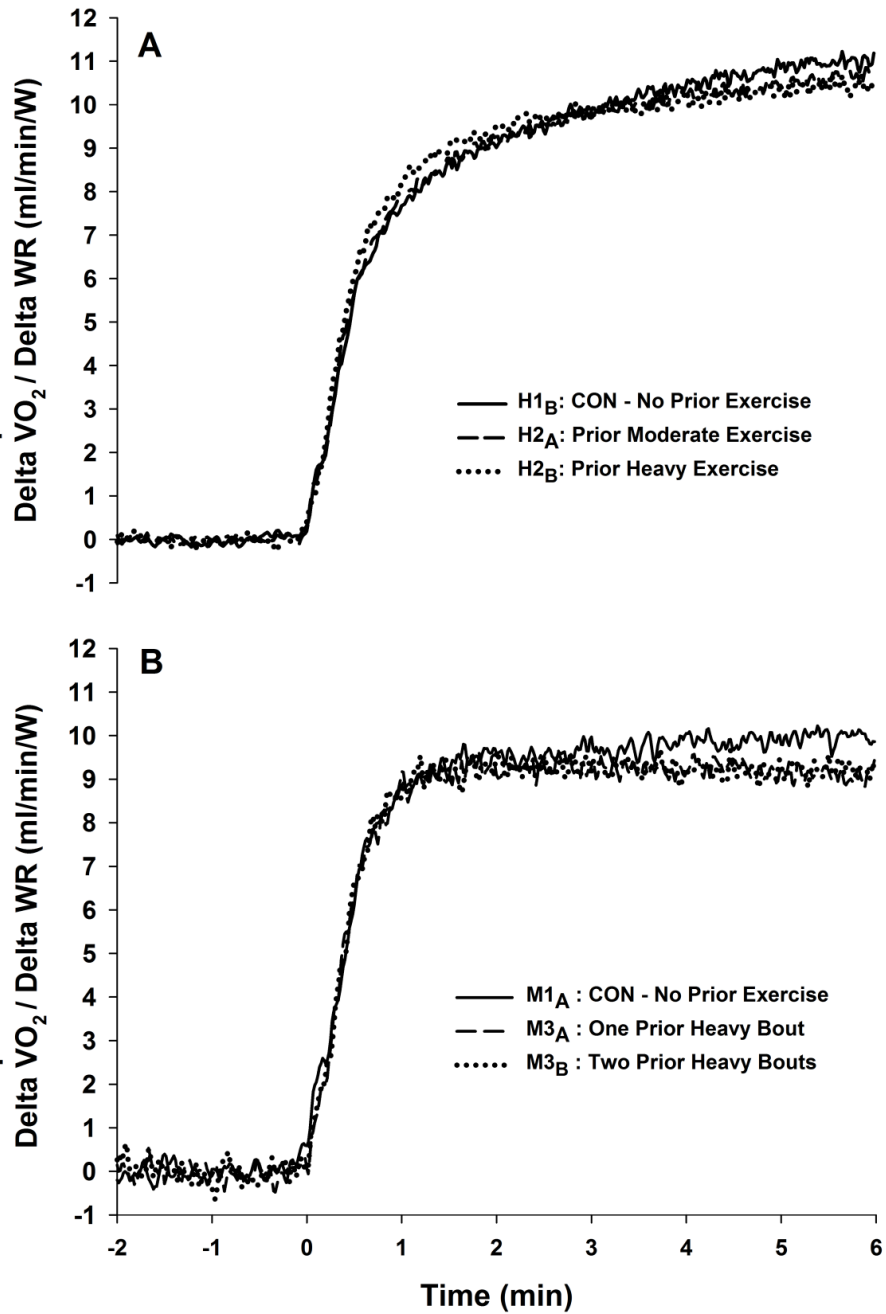 A
Delta VO2 / Delta WR (ml/min/W)
12
11
10
9
8
7
6
5
4
3
2
1
0
-1
H1B: CON - No Prior Exercise
H2A: Prior Moderate Exercise
H2B: Prior Heavy Exercise
B
Delta VO2 / Delta WR (ml/min/W)
12
11
10
9
8
7
6
5
4
3
2
1
0
-1
M1A : CON - No Prior Exercise
M3A : One Prior Heavy Bout
M3B : Two Prior Heavy Bouts
-2 -1 0 1 2 3 4 5 6
Time (min)